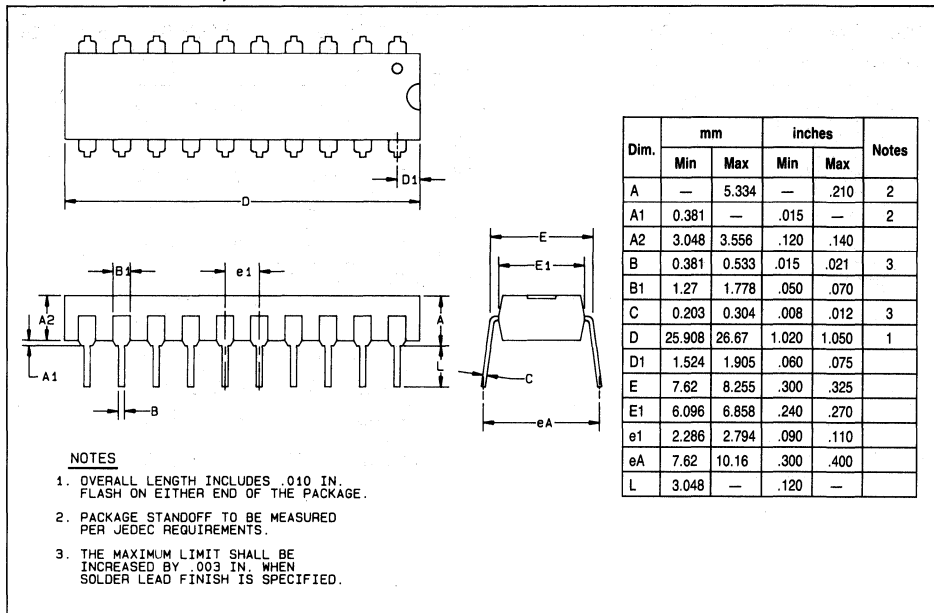 D1
D
E
E1
B1
e1
A2
A
A1
L
C
B
eA
NOTES
1. OVERALL LENGTH INCLUDES .010 IN.
FLASH ON EITHER END OF THE PACKAGE.
2. PACKAGE STANDOFF TO BE MEASURED
PER JEDEC REQUIREMENTS.
3. THE MAXIMUM LIMIT SHALL BE
INCREASED BY .003 IN. WHEN
SOLDER LEAD FINISH IS SPECIFIED.
Dim. mm inches Notes
Min Max Min Max
A — 5.334 — .210 2
A1 0.381 — .015 — 2
A2 3.048 3.556 .120 .140
B 0.381 0.533 .015 .021 3
B1 1.27 1.778 .050 .070
C 0.203 0.304 .008 .012 3
D 25.908 26.67 1.020 1.050 1
D1 1.524 1.905 .060 .075
E 7.62 8.255 .300 .325
E1 6.096 6.858 .240 .270
e1 2.286 2.794 .090 .110
eA 7.62 10.16 .300 .400
L 3.048 — .120 —